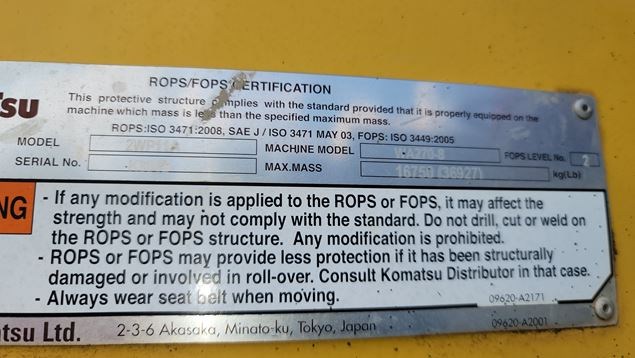 ROPS/FOPS CERTIFICATION
tsu
This protective structure complies with the standard provided that it is properly equipped on the
machine which mass is less than the specified maximum mass.
ROPS:ISO 3471:2008, SAE J / ISO 3471 MAY 03, FOPS: ISO 3449:2005
MODEL MACHINE MODEL WA270-8 FOPS LEVEL No. 2
SERIAL No. MAX.MASS 16750 (36927) kg(Lb)
NG
- If any modification is applied to the ROPS or FOPS, it may affect the
strength and may not comply with the standard. Do not drill, cut or weld on
the ROPS or FOPS structure. Any modification is prohibited.
- ROPS or FOPS may provide less protection if it has been structurally
damaged or involved in roll-over. Consult Komatsu Distributor in that case.
- Always wear seat belt when moving.
09620-A2171
atsu Ltd. 2-3-6 Akasaka, Minato-ku, Tokyo, Japan 09620-A2001